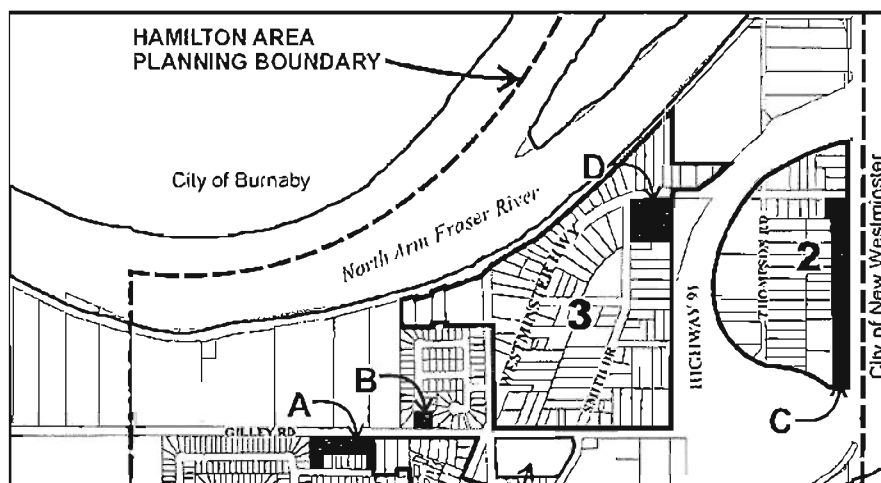 HAMILTON AREA
PLANNING BOUNDARY
City of Burnaby
North Arm Fraser River
D
WESTMINSTER HWY
3
SMITH DR
HIGHWAY 91
THOMPSON RD
2
City of New Westminster
B
A
C
GILLEY RD